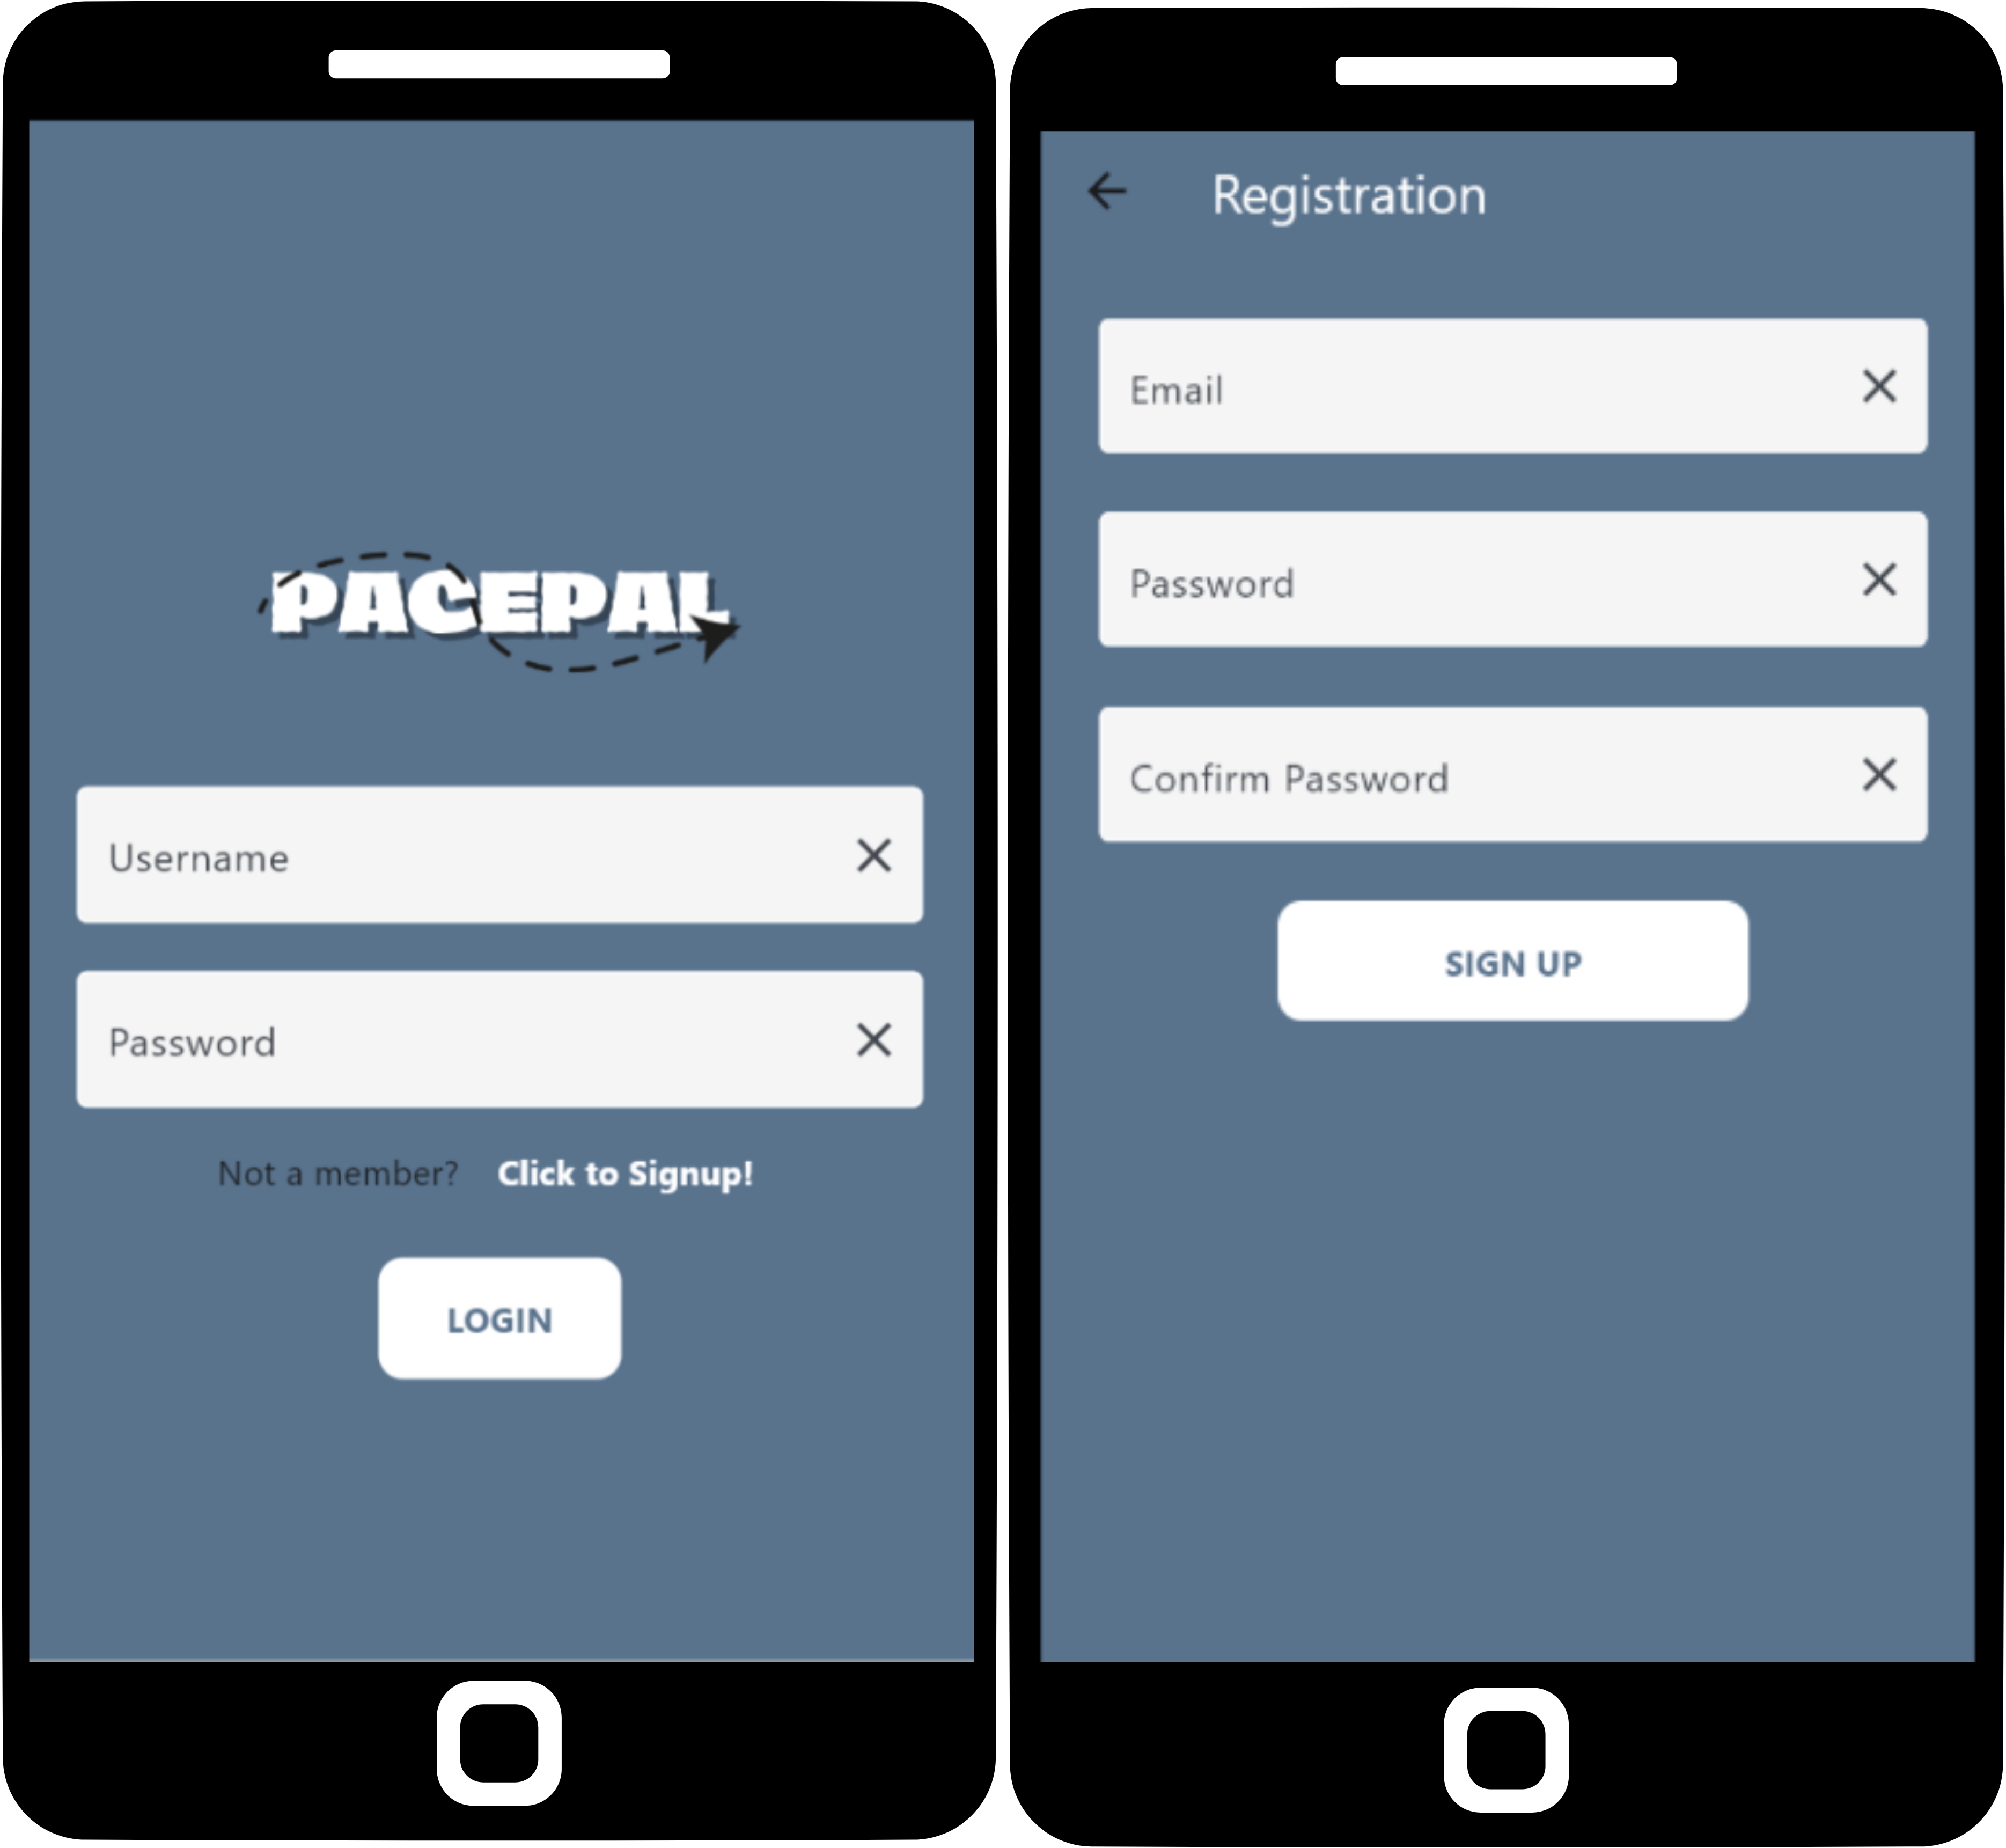 PACEPAL
Username
Password
Not a member? Click to Signup!
LOGIN
Registration
Email
Password
Confirm Password
SIGN UP